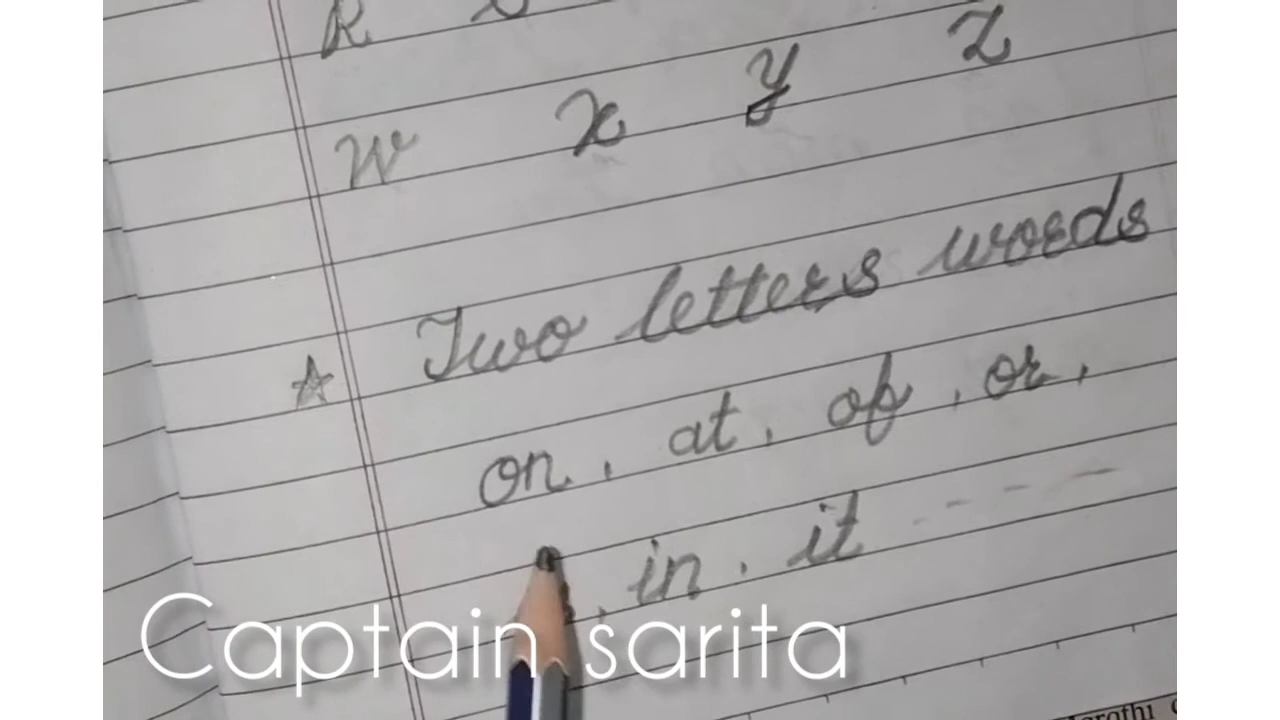 R
W X Y Z
☆ Two letters words
on, at, of, or,
, in, it - - - -
Captain sarita